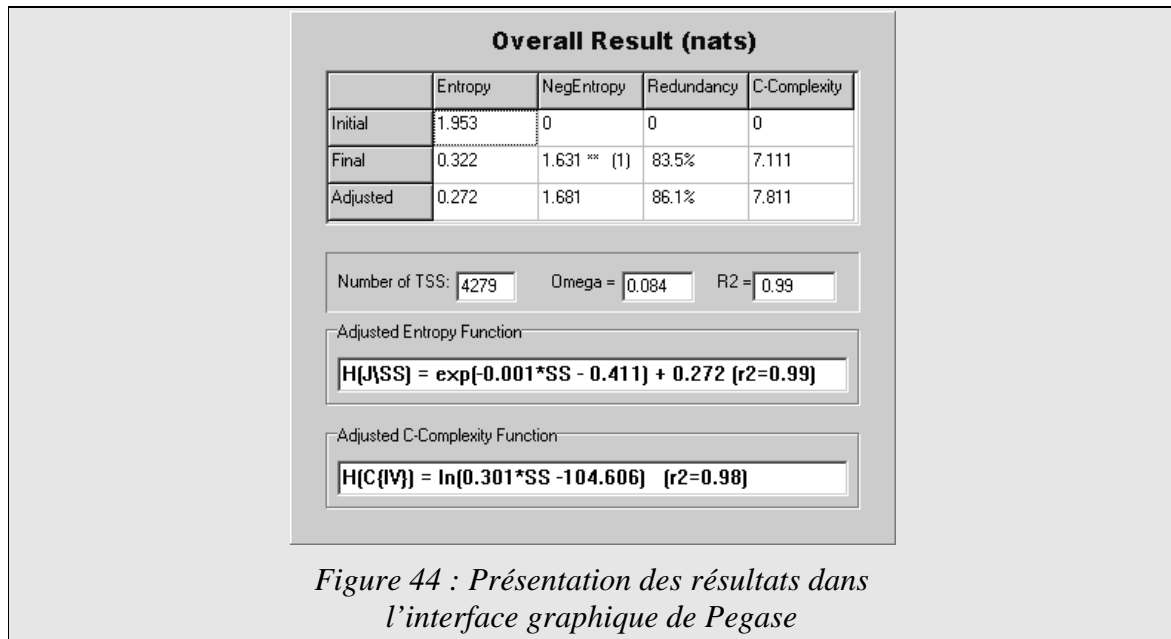 Overall Result (nats)
Entropy NegEntropy Redundancy C-Complexity
Initial 1.953 0 0 0
Final 0.322 1.631 ** (1) 83.5% 7.111
Adjusted 0.272 1.681 86.1% 7.811
Number of TSS: 4279 Omega = 0.084 R2 = 0.99
Adjusted Entropy Function
H(J\SS) = exp(-0.001*SS - 0.411) + 0.272 (r2=0.99)
Adjusted C-Complexity Function
H(C{IV}) = ln(0.301*SS -104.606) (r2=0.98)
Figure 44 : Présentation des résultats dans
l’interface graphique de Pegase